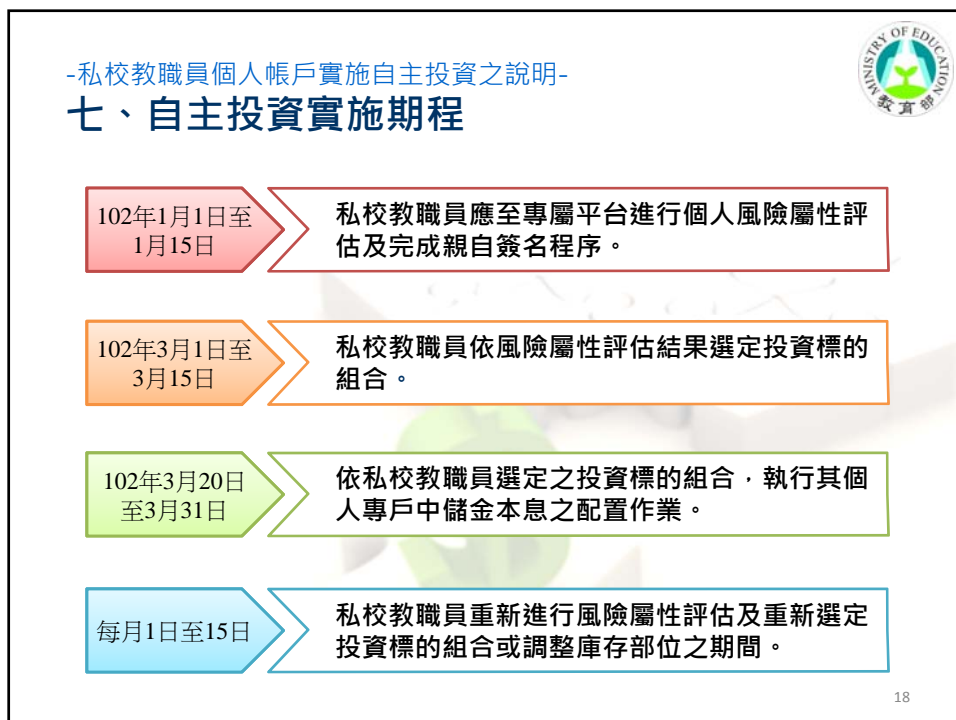 -私校教職員個人帳戶實施自主投資之說明-
七、自主投資實施期程
MINISTRY OF EDUCATION
教育部
102年1月1日至
1月15日
私校教職員應至專屬平台進行個人風險屬性評
估及完成親自簽名程序。
102年3月1日至
3月15日
私校教職員依風險屬性評估結果選定投資標的
組合。
102年3月20日
至3月31日
依私校教職員選定之投資標的組合，執行其個
人專戶中儲金本息之配置作業。
每月1日至15日
私校教職員重新進行風險屬性評估及重新選定
投資標的組合或調整庫存部位之期間。
18